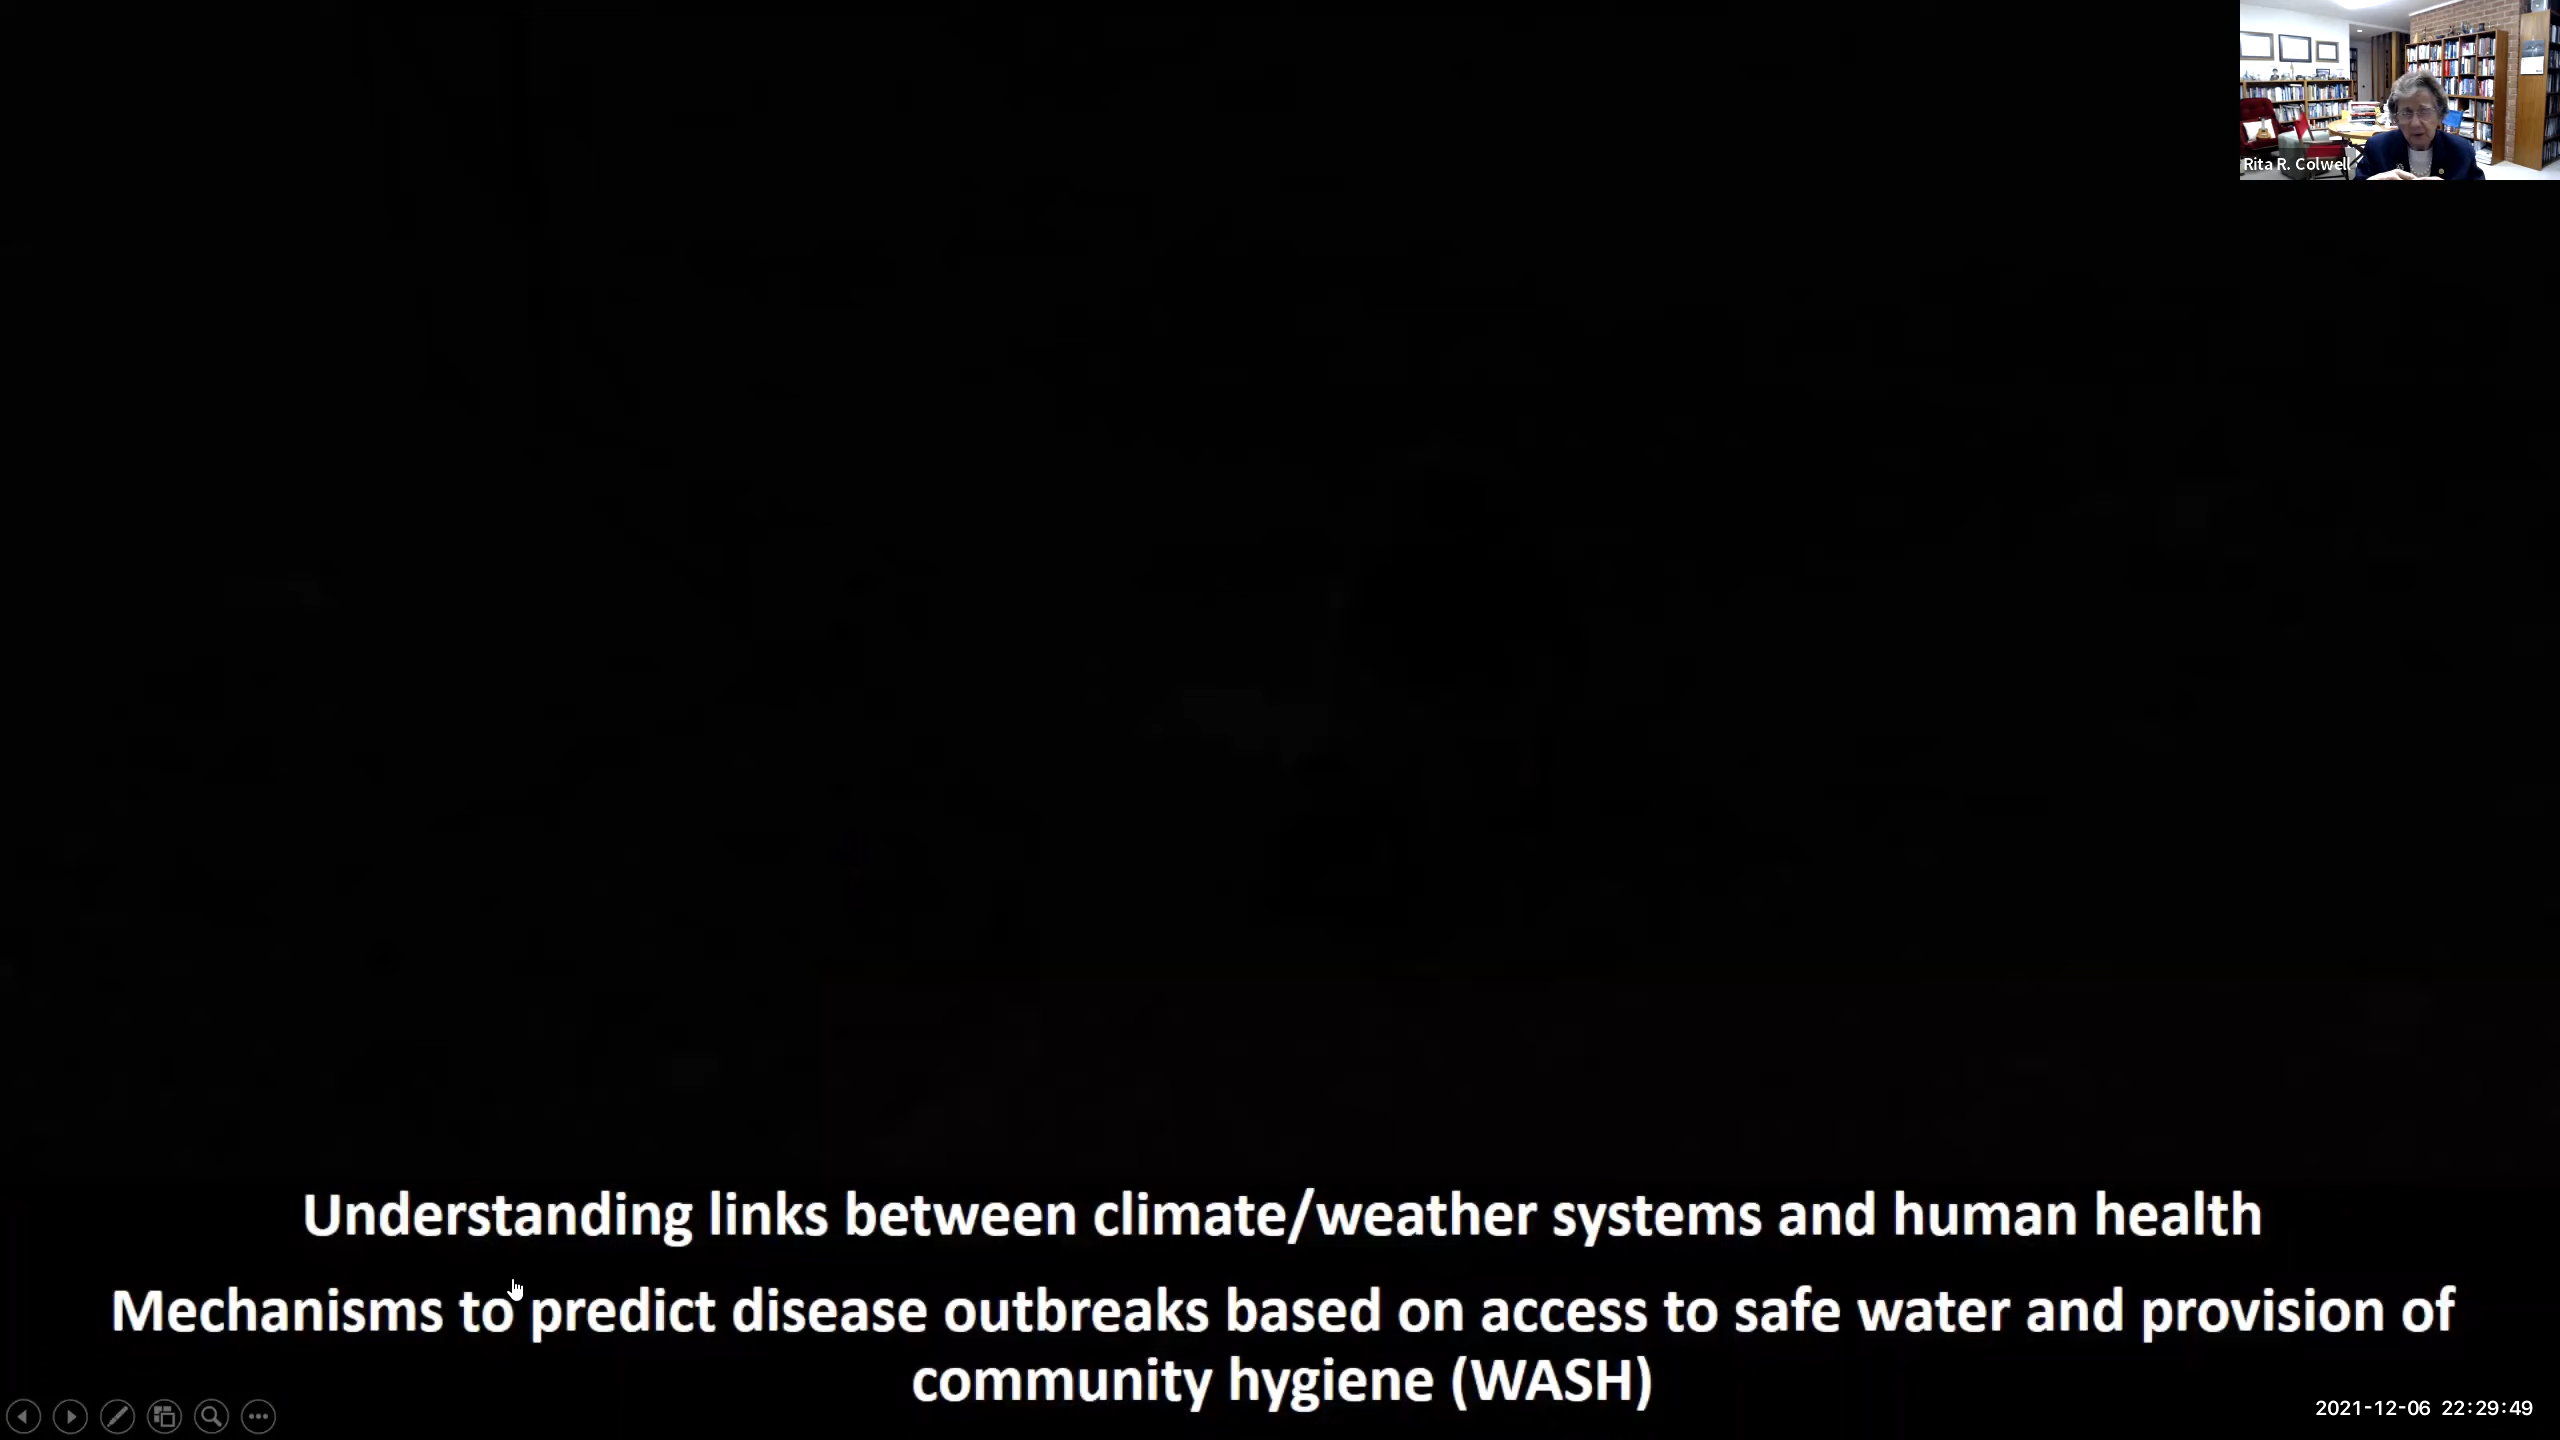 Rita R. Colwell
Understanding links between climate/weather systems and human health
Mechanisms to predict disease outbreaks based on access to safe water and provision of
community hygiene (WASH)
2021-12-06 22:29:49